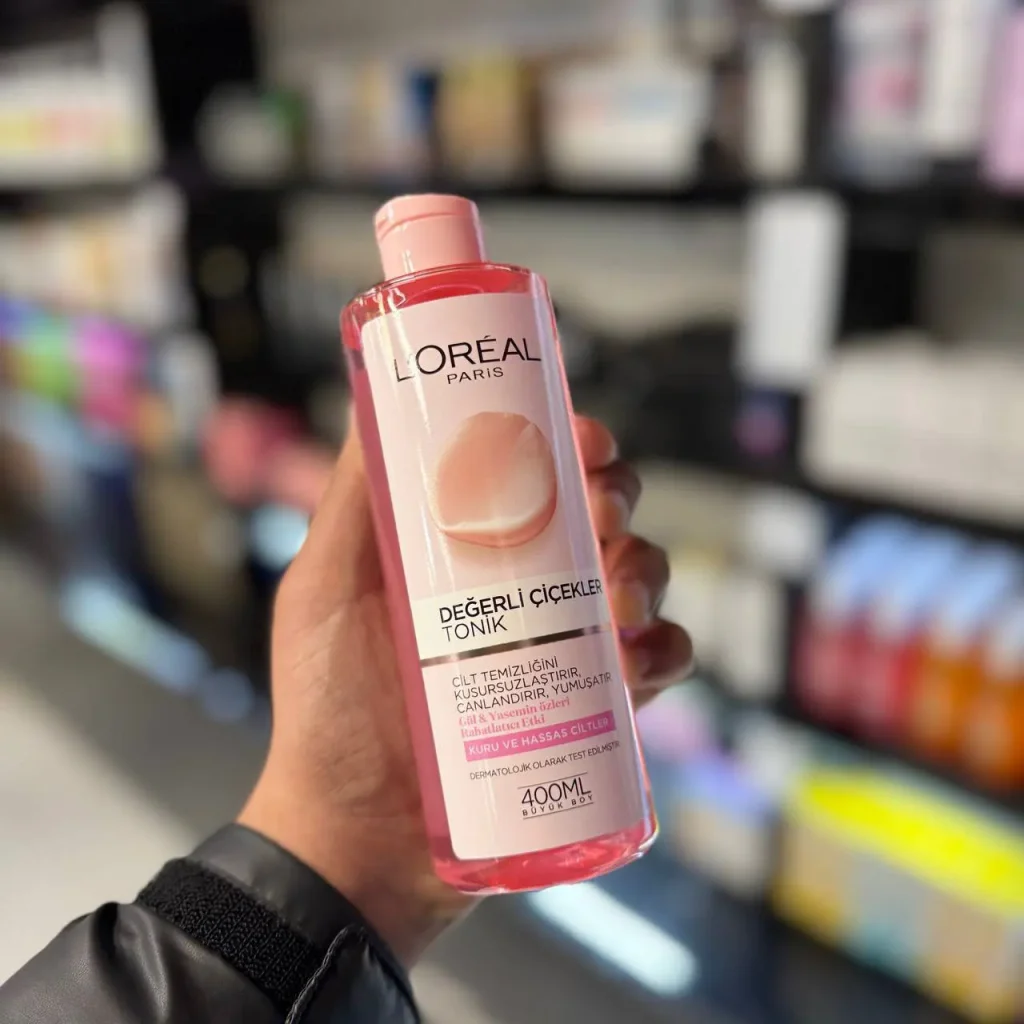 L'ORÉAL
PARIS
DEĞERLİ ÇİÇEKLER
TONİK
CİLT TEMİZLİĞİNİ
KUSURSUZLAŞTIRIR,
CANLANDIRIR, YUMUŞATIR
Gül & Yasemin özleri
Rahatlatıcı Etki
KURU VE HASSAS CİLTLER
DERMATOLOJİK OLARAK TEST EDİLMİŞTİR
400ML
BÜYÜK BOY